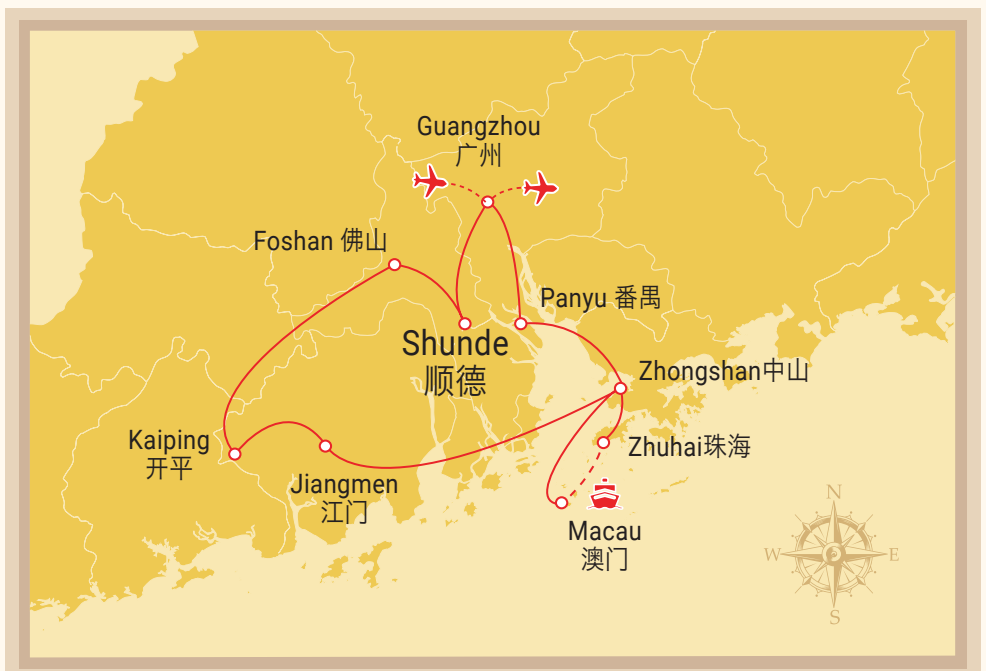 Guangzhou
广州
Foshan 佛山
Panyu 番禺
Shunde
顺德
Zhongshan中山
Kaiping
开平
Zhuhai珠海
Jiangmen
江门
Macau
澳门
N
W
E
S